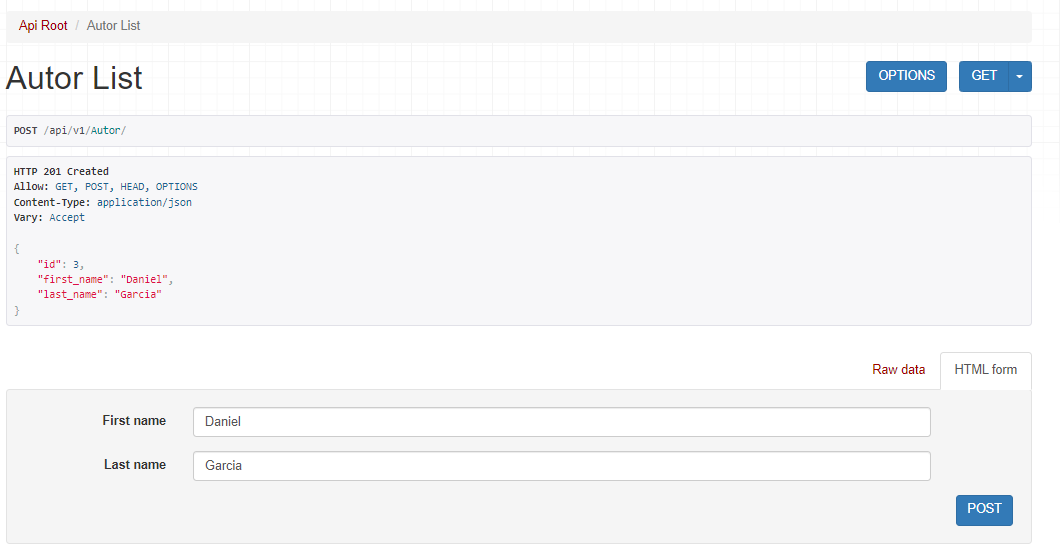 Api Root / Autor List
Autor List
OPTIONS
GET
POST /api/v1/Autor/
HTTP 201 Created
Allow: GET, POST, HEAD, OPTIONS
Content-Type: application/json
Vary: Accept
{
    "id": 3,
    "first_name": "Daniel",
    "last_name": "Garcia"
}
Raw data
HTML form
First name
Daniel
Last name
Garcia
POST